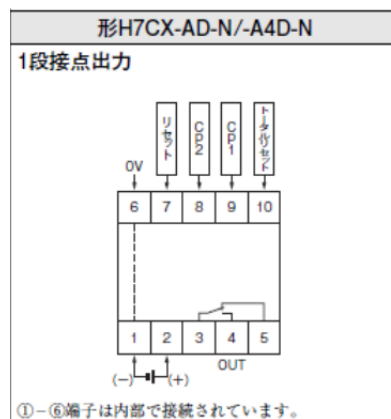 形H7CX-AD-N/-A4D-N
1段接点出力
リセット
CP2
CP1
トータルリセット
0V
6 7 8 9 10
1 2 3 4 5
OUT
(−) (+)
①−⑥端子は内部で接続されています。